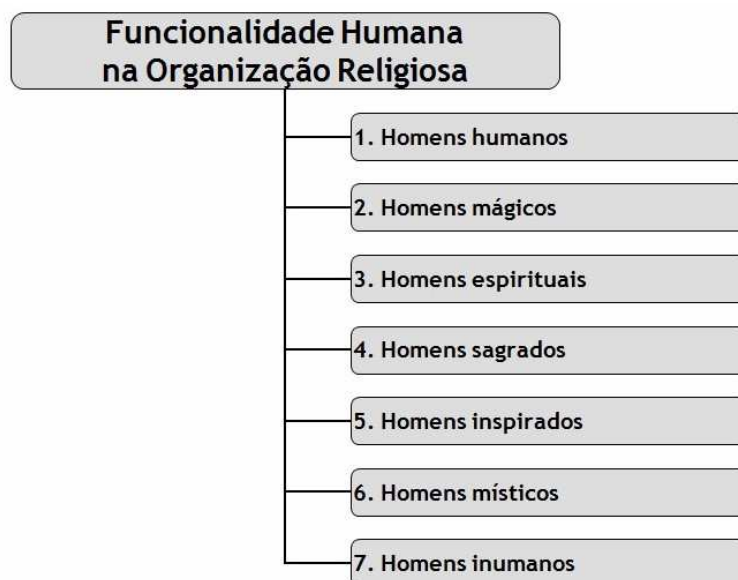 Funcionalidade Humana
na Organização Religiosa
1. Homens humanos
2. Homens mágicos
3. Homens espirituais
4. Homens sagrados
5. Homens inspirados
6. Homens místicos
7. Homens inumanos